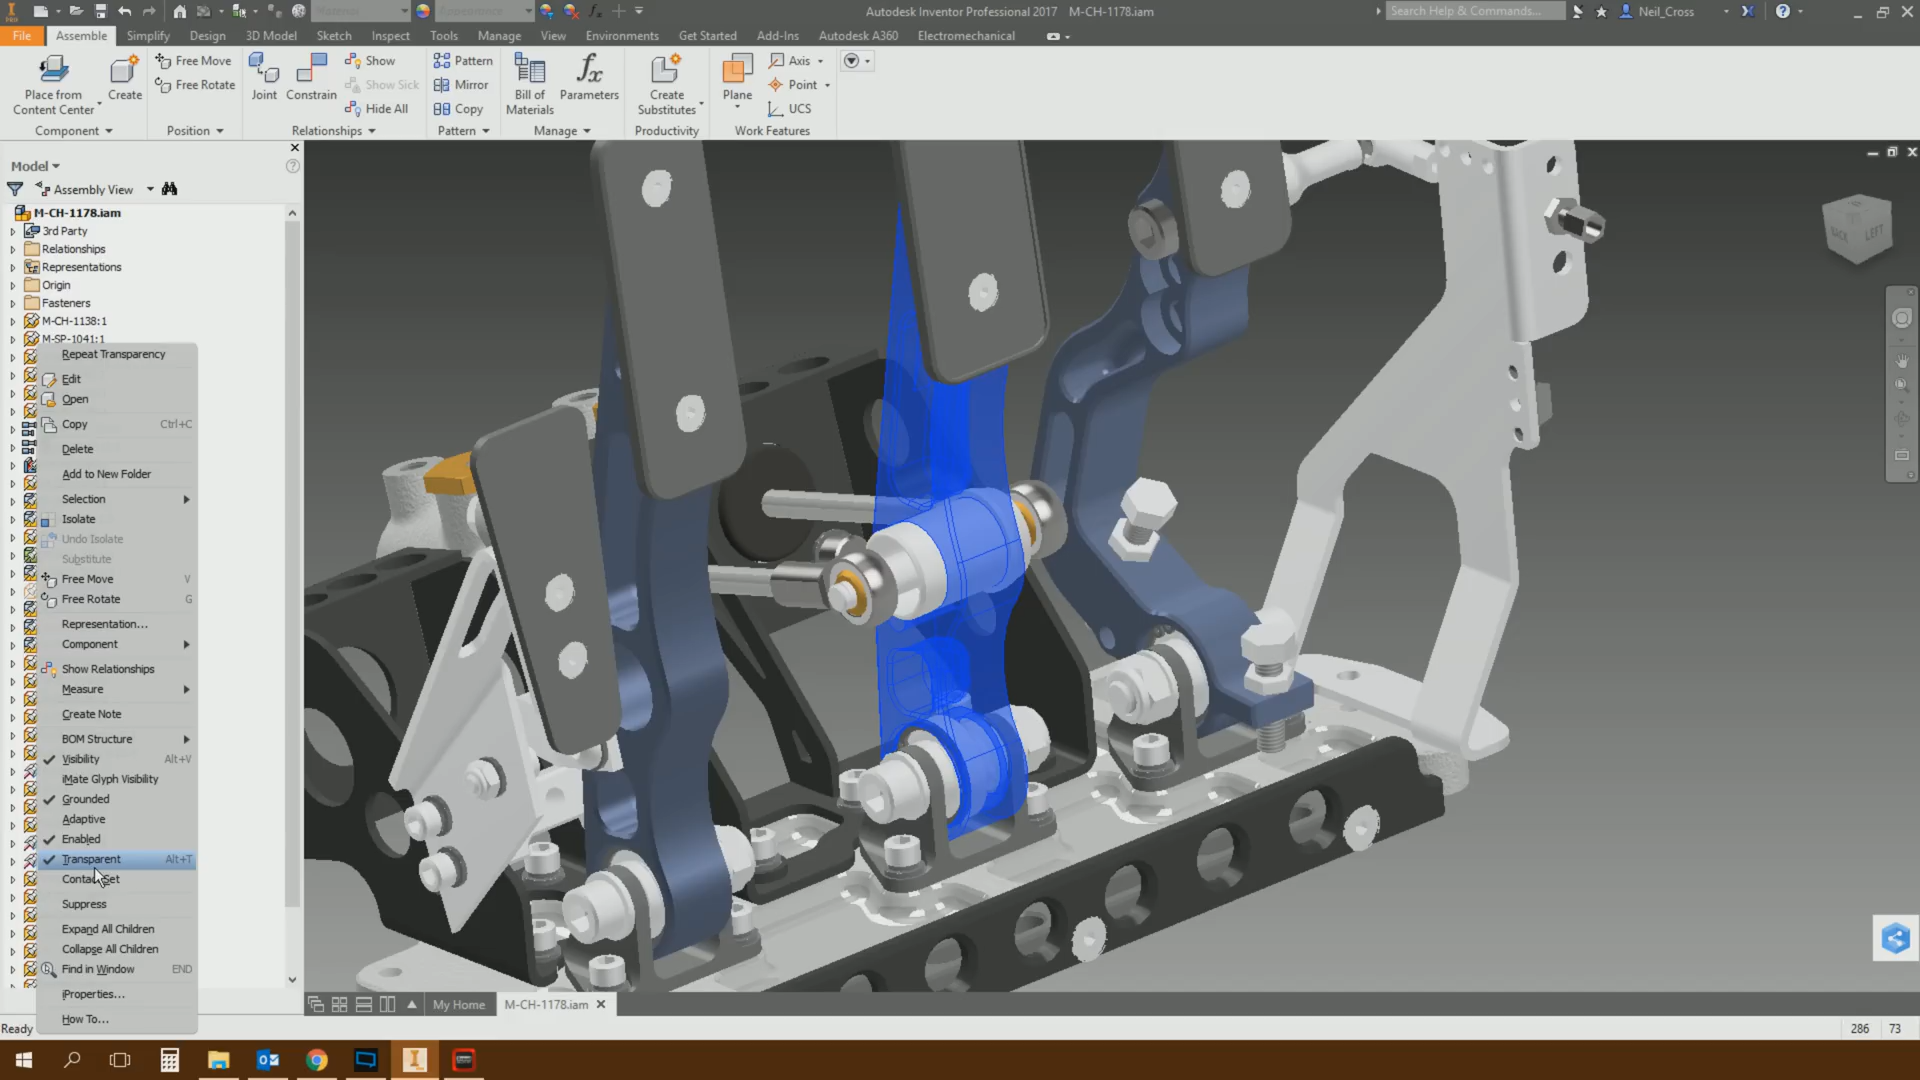 PRO
Material
Appearance
Autodesk Inventor Professional 2017 M-CH-1178.iam
Search Help & Commands...
Neil_Cross
File
Assemble
Simplify
Design
3D Model
Sketch
Inspect
Tools
Manage
View
Environments
Get Started
Add-Ins
Autodesk A360
Electromechanical
Place from
Content Center
Create
Free Move
Free Rotate
Joint
Constrain
Show
Show Sick
Hide All
Pattern
Mirror
Copy
Bill of
Materials
fx
Parameters
Create
Substitutes
Plane
Axis
Point
UCS
Component
Position
Relationships
Pattern
Manage
Productivity
Work Features
Model
Assembly View
M-CH-1178.iam
3rd Party
Relationships
Representations
Origin
Fasteners
M-CH-1138:1
M-SP-1041:1
Repeat Transparency
Edit
Open
Copy Ctrl+C
Delete
Add to New Folder
Selection
Isolate
Undo Isolate
Substitute
Free Move V
Free Rotate G
Representation...
Component
Show Relationships
Measure
Create Note
BOM Structure
Visibility Alt+V
iMate Glyph Visibility
Grounded
Adaptive
Enabled
Transparent Alt+T
Contact Set
Suppress
Expand All Children
Collapse All Children
Find in Window END
iProperties...
How To...
BACK
LEFT
My Home
M-CH-1178.iam
Ready
286 73